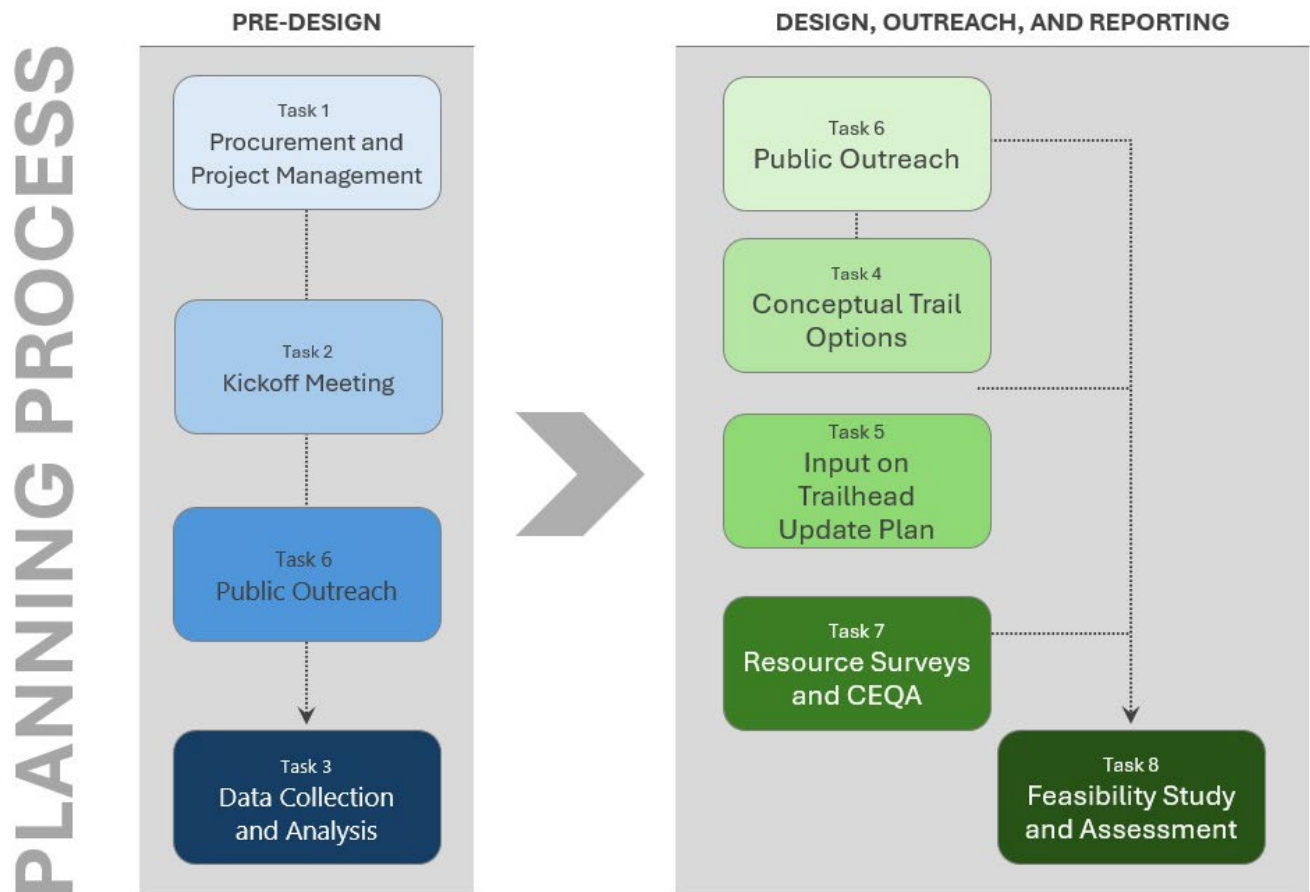 PLANNING PROCESS
PRE-DESIGN
Task 1
Procurement and
Project Management
Task 2
Kickoff Meeting
Task 6
Public Outreach
Task 3
Data Collection
and Analysis
DESIGN, OUTREACH, AND REPORTING
Task 6
Public Outreach
Task 4
Conceptual Trail
Options
Task 5
Input on
Trailhead
Update Plan
Task 7
Resource Surveys
and CEQA
Task 8
Feasibility Study
and Assessment